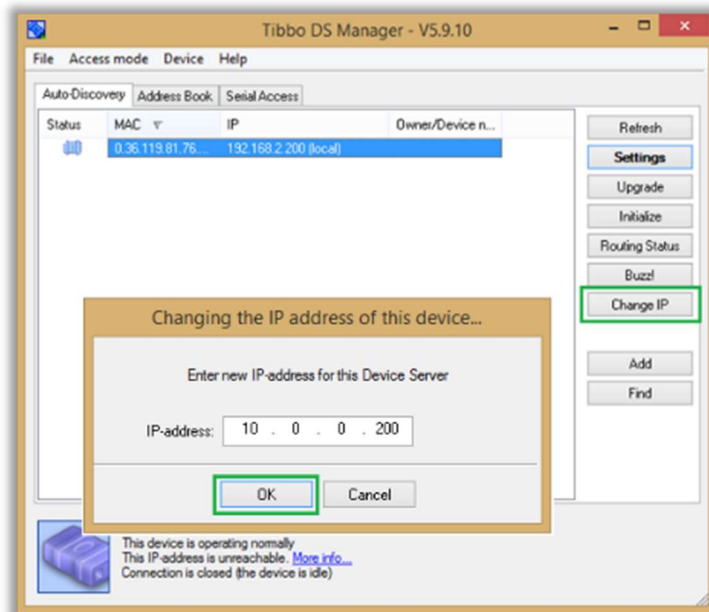 Tibbo DS Manager - V5.9.10
File Access mode Device Help
Auto-Discovery Address Book Serial Access
Status MAC IP Owner/Device n...
0.36.119.81.76.... 192.168.2.200 (local)
Refresh
Settings
Upgrade
Initialize
Routing Status
Buzz!
Change IP
Add
Find
Changing the IP address of this device...
Enter new IP-address for this Device Server
IP-address: 10 . 0 . 0 . 200
OK Cancel
This device is operating normally
This IP-address is unreachable. More info...
Connection is closed (the device is idle)